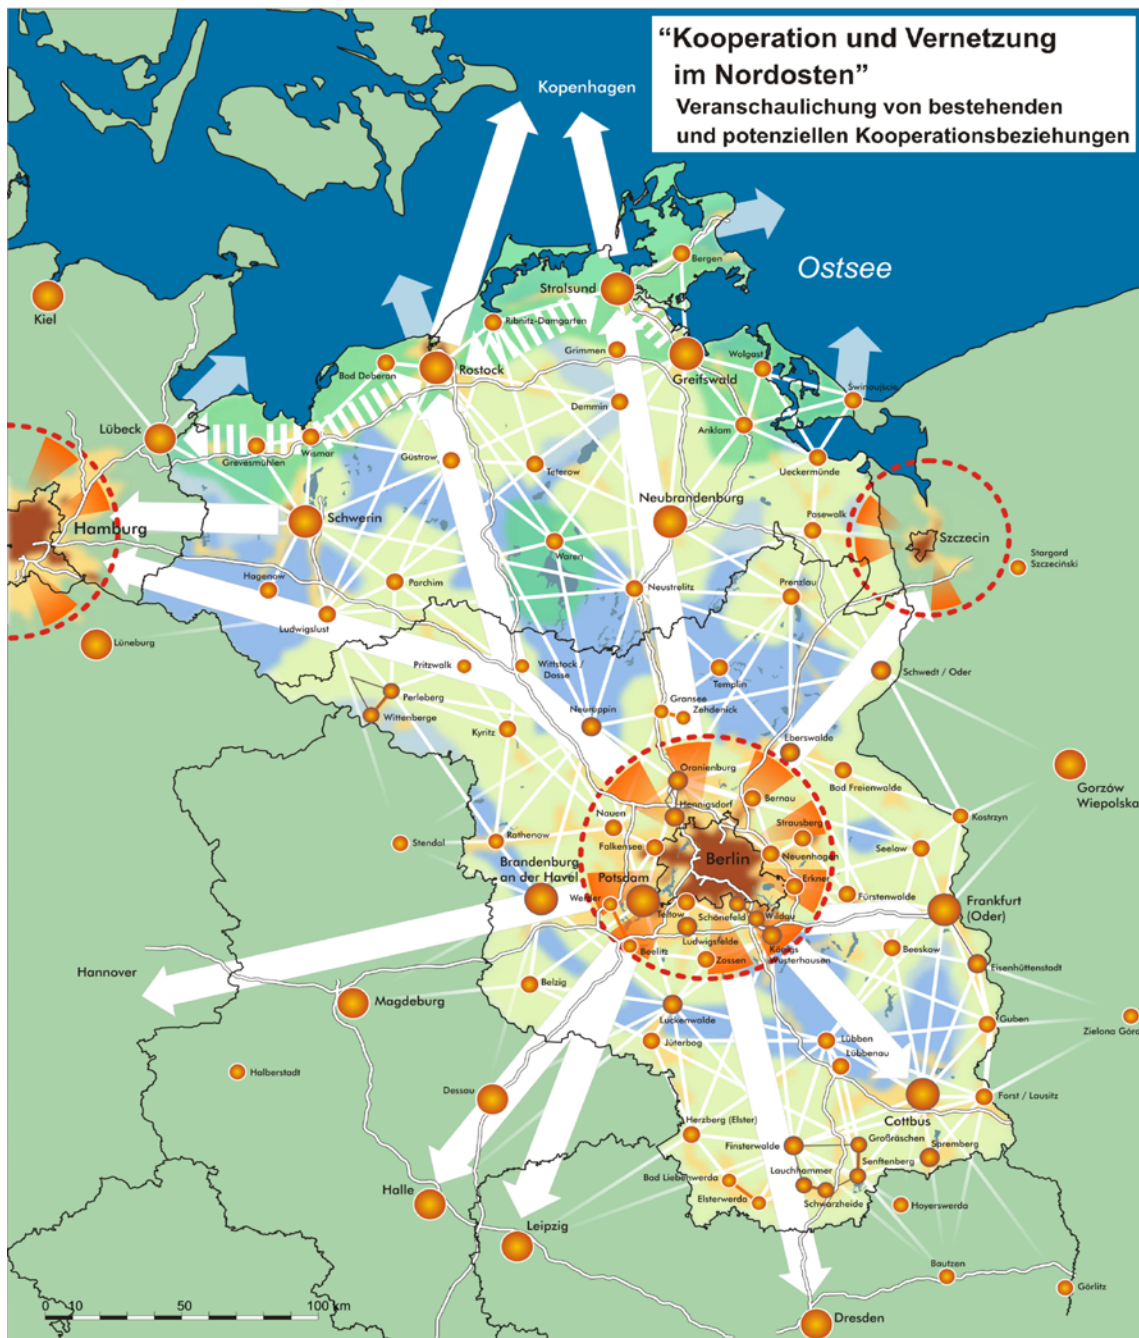 “Kooperation und Vernetzung
im Nordosten”
Veranschaulichung von bestehenden
und potenziellen Kooperationsbeziehungen
Kopenhagen
Ostsee
Bergen
Stralsund
Kiel
Ribnitz-Damgarten
Grimmen
Wolgast
Greifswald
Bad Doberan
Rostock
Świnoujście
Demmin
Anklam
Lübeck
Wismar
Grevesmühlen
Güstrow
Teterow
Ueckermünde
Neubrandenburg
Pasewalk
Hamburg
Schwerin
Szczecin
Waren
Stargard
Szczeciński
Hagenow
Parchim
Neustrelitz
Prenzlau
Ludwigslust
Lüneburg
Pritzwalk
Wittstock /
Dosse
Templin
Schwedt / Oder
Perleberg
Wittenberge
Neuruppin
Gransee
Zehdenick
Kyritz
Eberswalde
Oranienburg
Bad Freienwalde
Gorzów
Wiepolska
Hennigsdorf
Bernau
Nauen
Strausberg
Kostrzyn
Stendal
Rathenow
Falkensee
Berlin
Neuenhagen
Seelow
Brandenburg
an der Havel
Potsdam
Erkner
Fürstenwalde
Werder
Teltow
Schönefeld
Wildau
Frankfurt
(Oder)
Ludwigsfelde
Königs
Wusterhausen
Beelitz
Zossen
Beeskow
Eisenhüttenstadt
Hannover
Magdeburg
Belzig
Luckenwalde
Jüterbog
Guben
Zielona Góra
Lübben
Lübbenau
Halberstadt
Dessau
Cottbus
Forst / Lausitz
Herzberg (Elster)
Finsterwalde
Großräschen
Spremberg
Lauchhammer
Senftenberg
Bad Liebenwerda
Elsterwerda
Schwarzheide
Hoyerswerda
Halle
Leipzig
Bautzen
Görlitz
Dresden
0 10 50 100 km